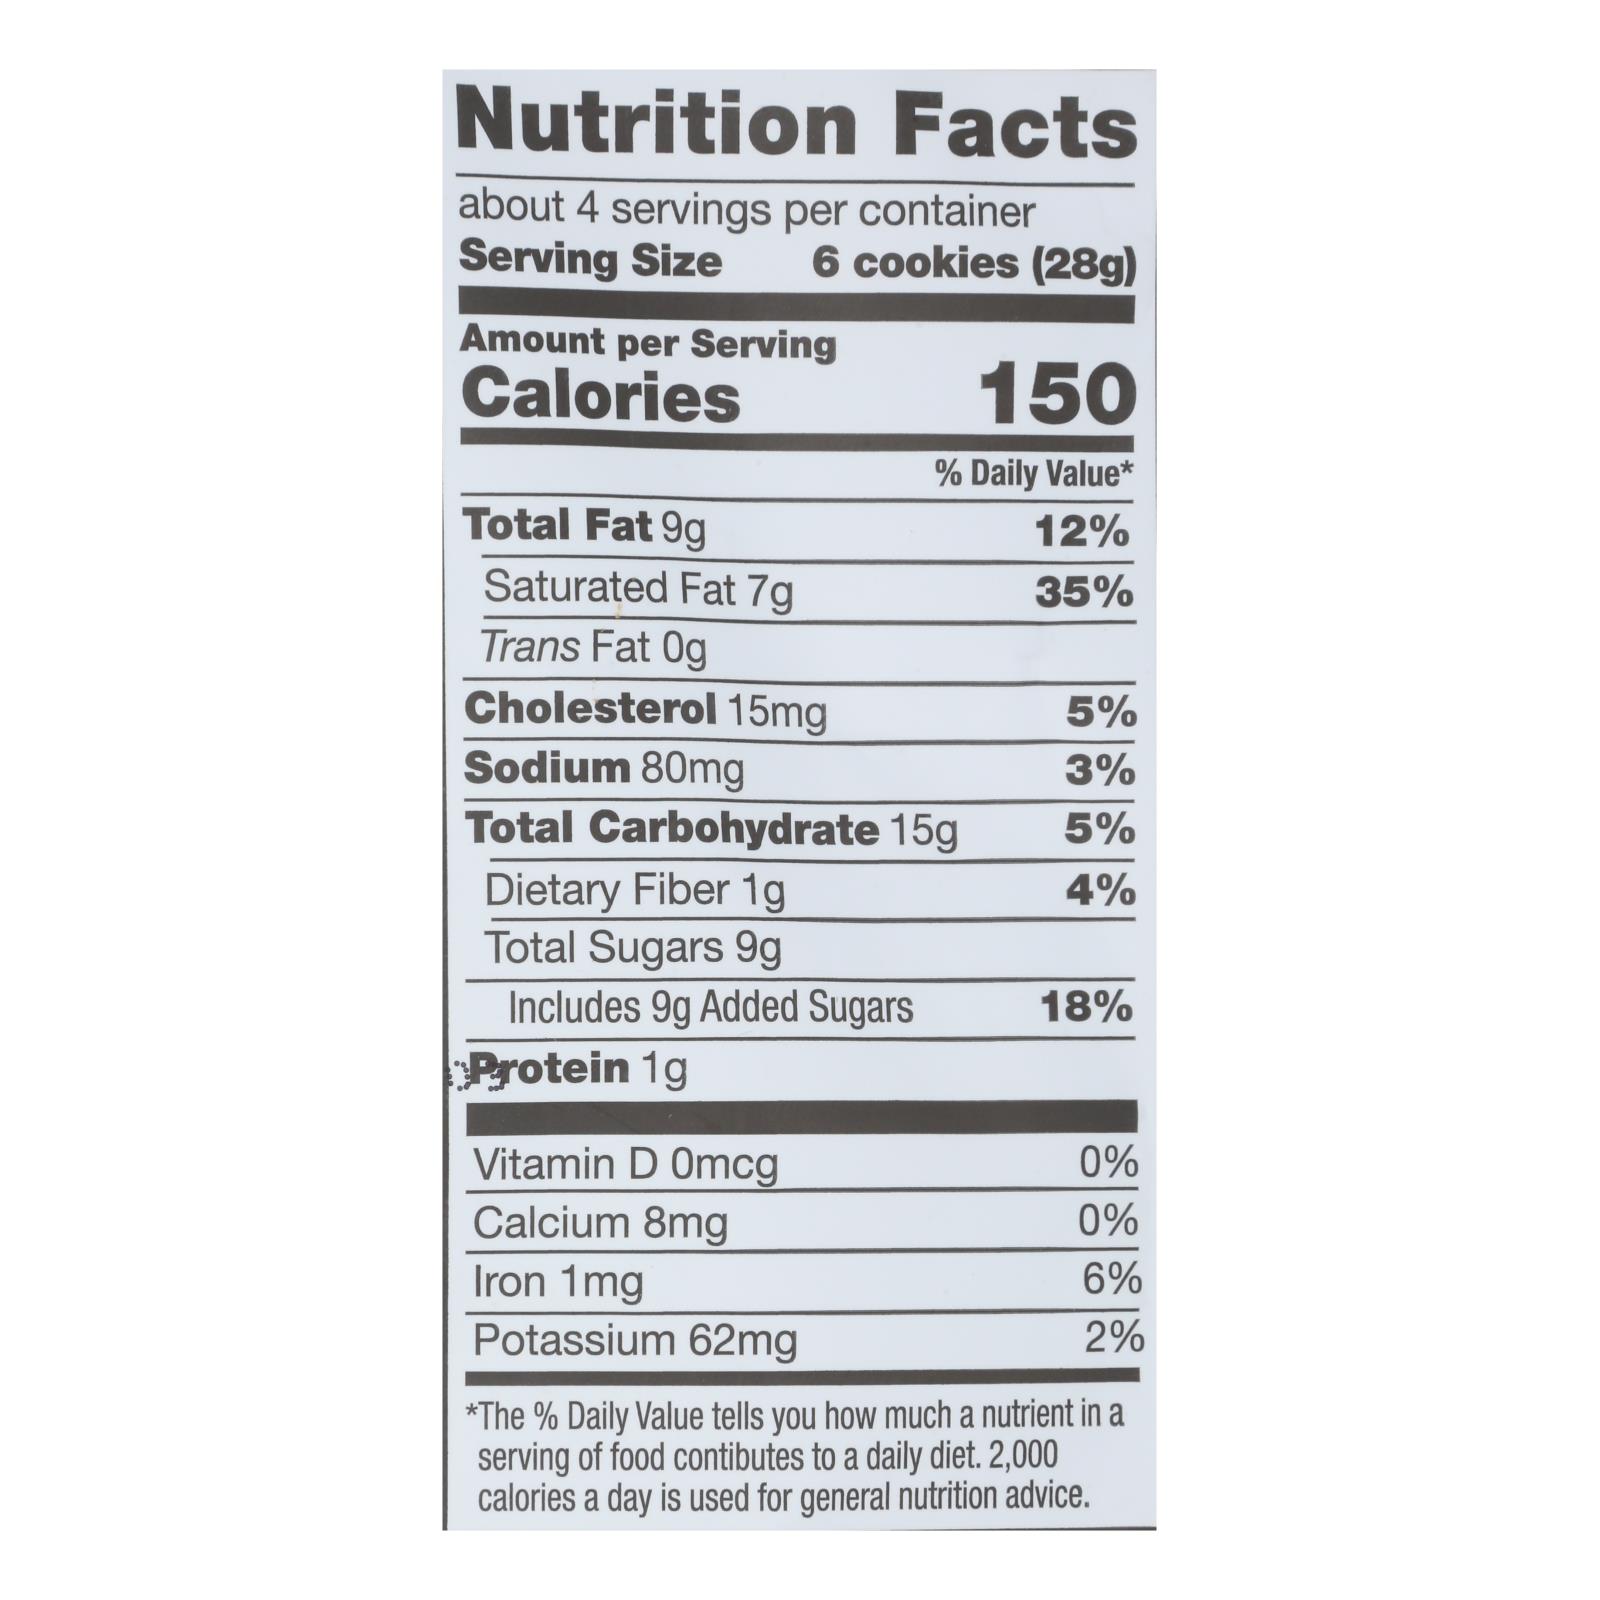 Nutrition Facts
about 4 servings per container
Serving Size 6 cookies (28g)
Amount per Serving
Calories 150
% Daily Value*
Total Fat 9g 12%
Saturated Fat 7g 35%
Trans Fat 0g
Cholesterol 15mg 5%
Sodium 80mg 3%
Total Carbohydrate 15g 5%
Dietary Fiber 1g 4%
Total Sugars 9g
Includes 9g Added Sugars 18%
Protein 1g
Vitamin D 0mcg 0%
Calcium 8mg 0%
Iron 1mg 6%
Potassium 62mg 2%
*The % Daily Value tells you how much a nutrient in a
serving of food contibutes to a daily diet. 2,000
calories a day is used for general nutrition advice.